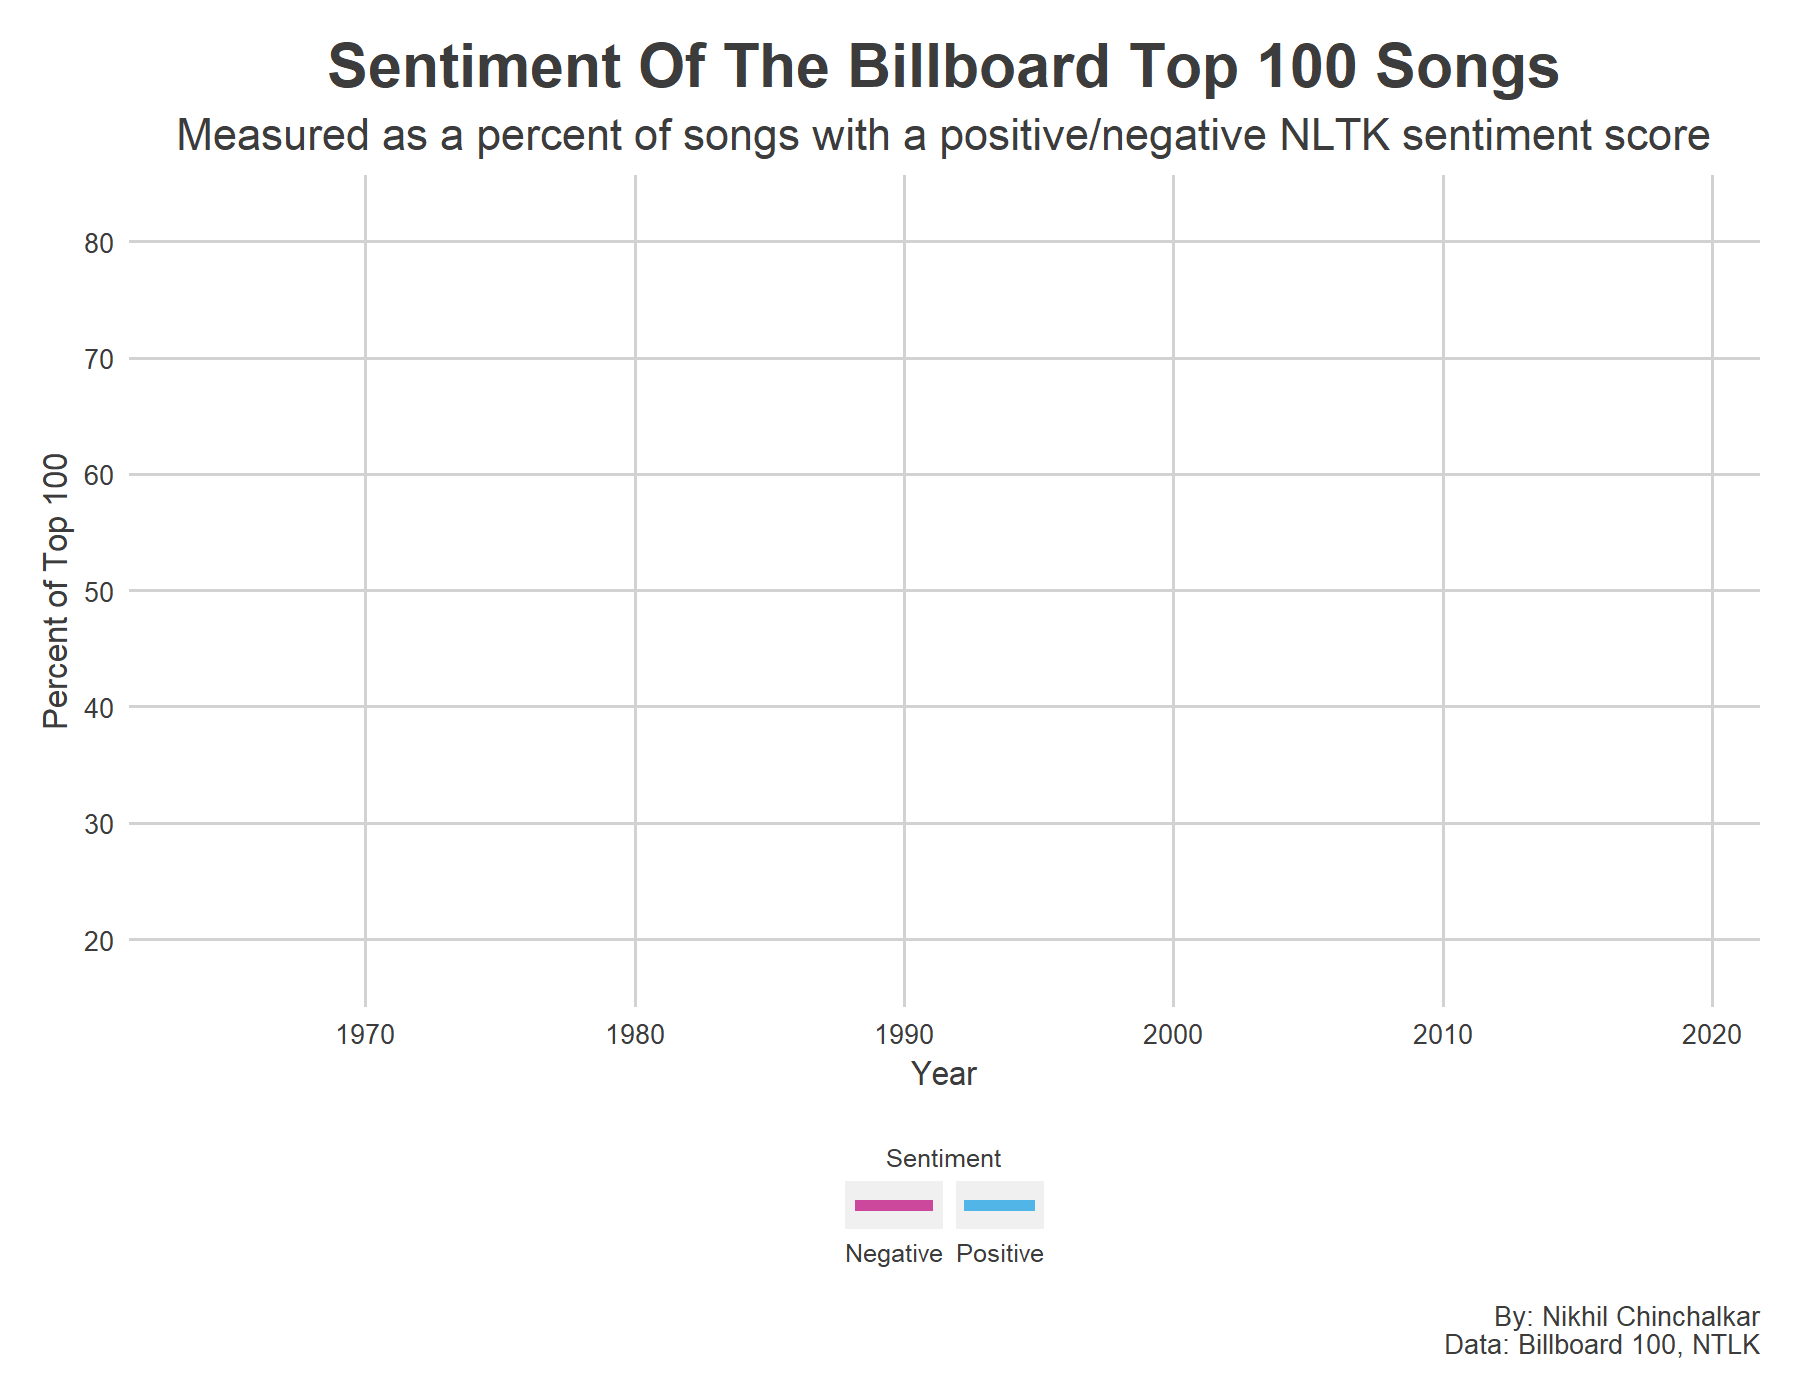 Sentiment Of The Billboard Top 100 Songs
Measured as a percent of songs with a positive/negative NLTK sentiment score
Percent of Top 100
80
70
60
50
40
30
20
1970 1980 1990 2000 2010 2020
Year
Sentiment
Negative Positive
By: Nikhil Chinchalkar
Data: Billboard 100, NTLK